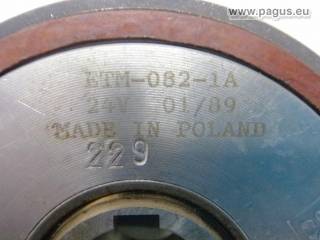 www.pagus.eu
ETM-082-1A
24V 01/89
MADE IN POLAND
229